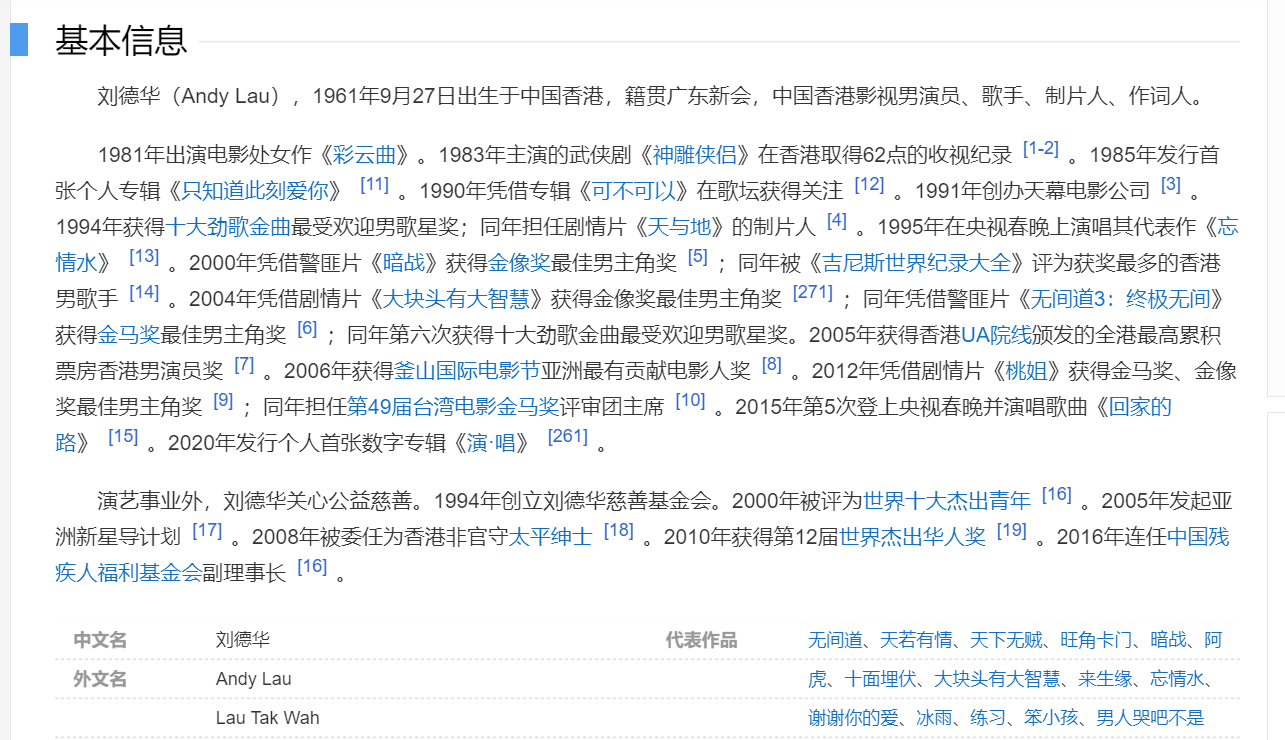 基本信息
刘德华（Andy Lau），1961年9月27日出生于中国香港，籍贯广东新会，中国香港影视男演员、歌手、制片人、作词人。
1981年出演电影处女作《彩云曲》。1983年主演的武侠剧《神雕侠侣》在香港取得62点的收视纪录 [1-2] 。1985年发行首
张个人专辑《只知道此刻爱你》 [11] 。1990年凭借专辑《可不可以》在歌坛获得关注 [12] 。1991年创办天幕电影公司 [3] 。
1994年获得十大劲歌金曲最受欢迎男歌星奖；同年担任剧情片《天与地》的制片人 [4] 。1995年在央视春晚上演唱其代表作《忘
情水》 [13] 。2000年凭借警匪片《暗战》获得金像奖最佳男主角奖 [5] ；同年被《吉尼斯世界纪录大全》评为获奖最多的香港
男歌手 [14] 。2004年凭借剧情片《大块头有大智慧》获得金像奖最佳男主角奖 [271] ；同年凭借警匪片《无间道3：终极无间》
获得金马奖最佳男主角奖 [6] ；同年第六次获得十大劲歌金曲最受欢迎男歌星奖。2005年获得香港UA院线颁发的全港最高累积
票房香港男演员奖 [7] 。2006年获得釜山国际电影节亚洲最有贡献电影人奖 [8] 。2012年凭借剧情片《桃姐》获得金马奖、金像
奖最佳男主角奖 [9] ；同年担任第49届台湾电影金马奖评审团主席 [10] 。2015年第5次登上央视春晚并演唱歌曲《回家的
路》 [15] 。2020年发行个人首张数字专辑《演·唱》 [261] 。
演艺事业外，刘德华关心公益慈善。1994年创立刘德华慈善基金会。2000年被评为世界十大杰出青年 [16] 。2005年发起亚
洲新星导计划 [17] 。2008年被委任为香港非官守太平绅士 [18] 。2010年获得第12届世界杰出华人奖 [19] 。2016年连任中国残
疾人福利基金会副理事长 [16] 。
中文名 刘德华 代表作品 无间道、天若有情、天下无贼、旺角卡门、暗战、阿
外文名 Andy Lau 虎、十面埋伏、大块头有大智慧、来生缘、忘情水、
Lau Tak Wah 谢谢你的爱、冰雨、练习、笨小孩、男人哭吧不是